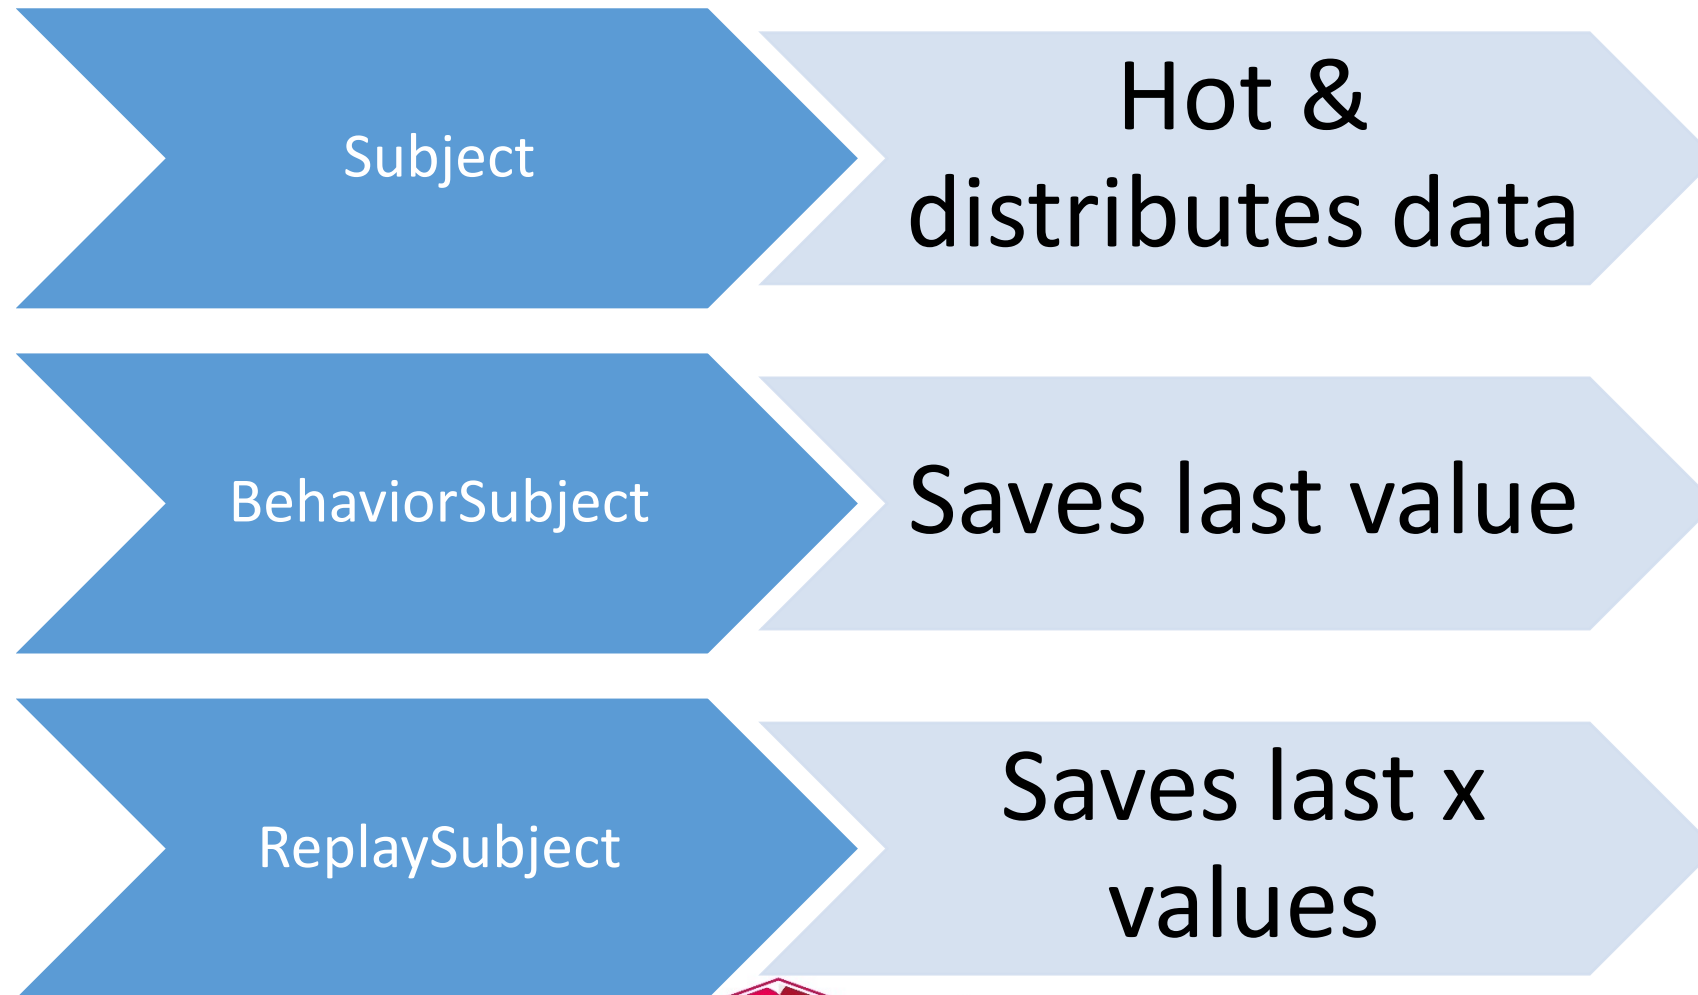 Subject
Hot &
distributes data
BehaviorSubject
Saves last value
ReplaySubject
Saves last x
values